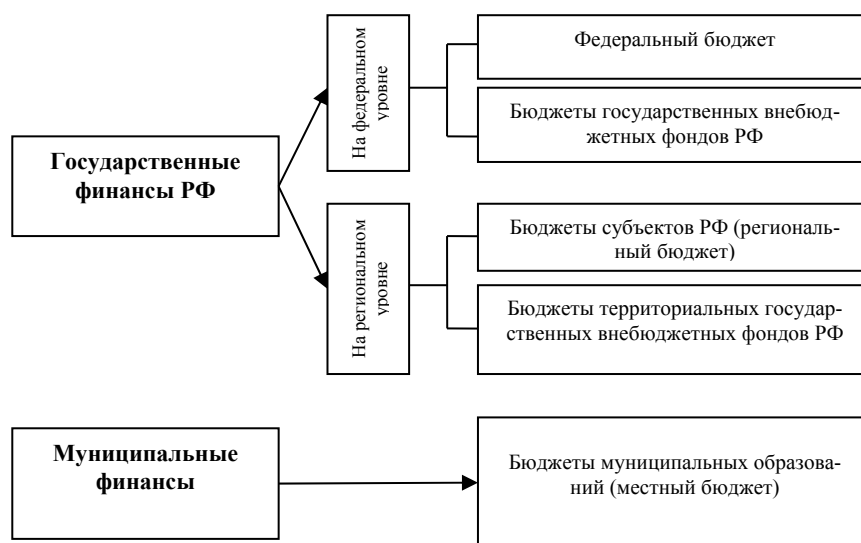 Государственные
финансы РФ
На федеральном
уровне
Федеральный бюджет
Бюджеты государственных внебюд-
жетных фондов РФ
На региональном
уровне
Бюджеты субъектов РФ (региональ-
ный бюджет)
Бюджеты территориальных государ-
ственных внебюджетных фондов РФ
Муниципальные
финансы
Бюджеты муниципальных образова-
ний (местный бюджет)